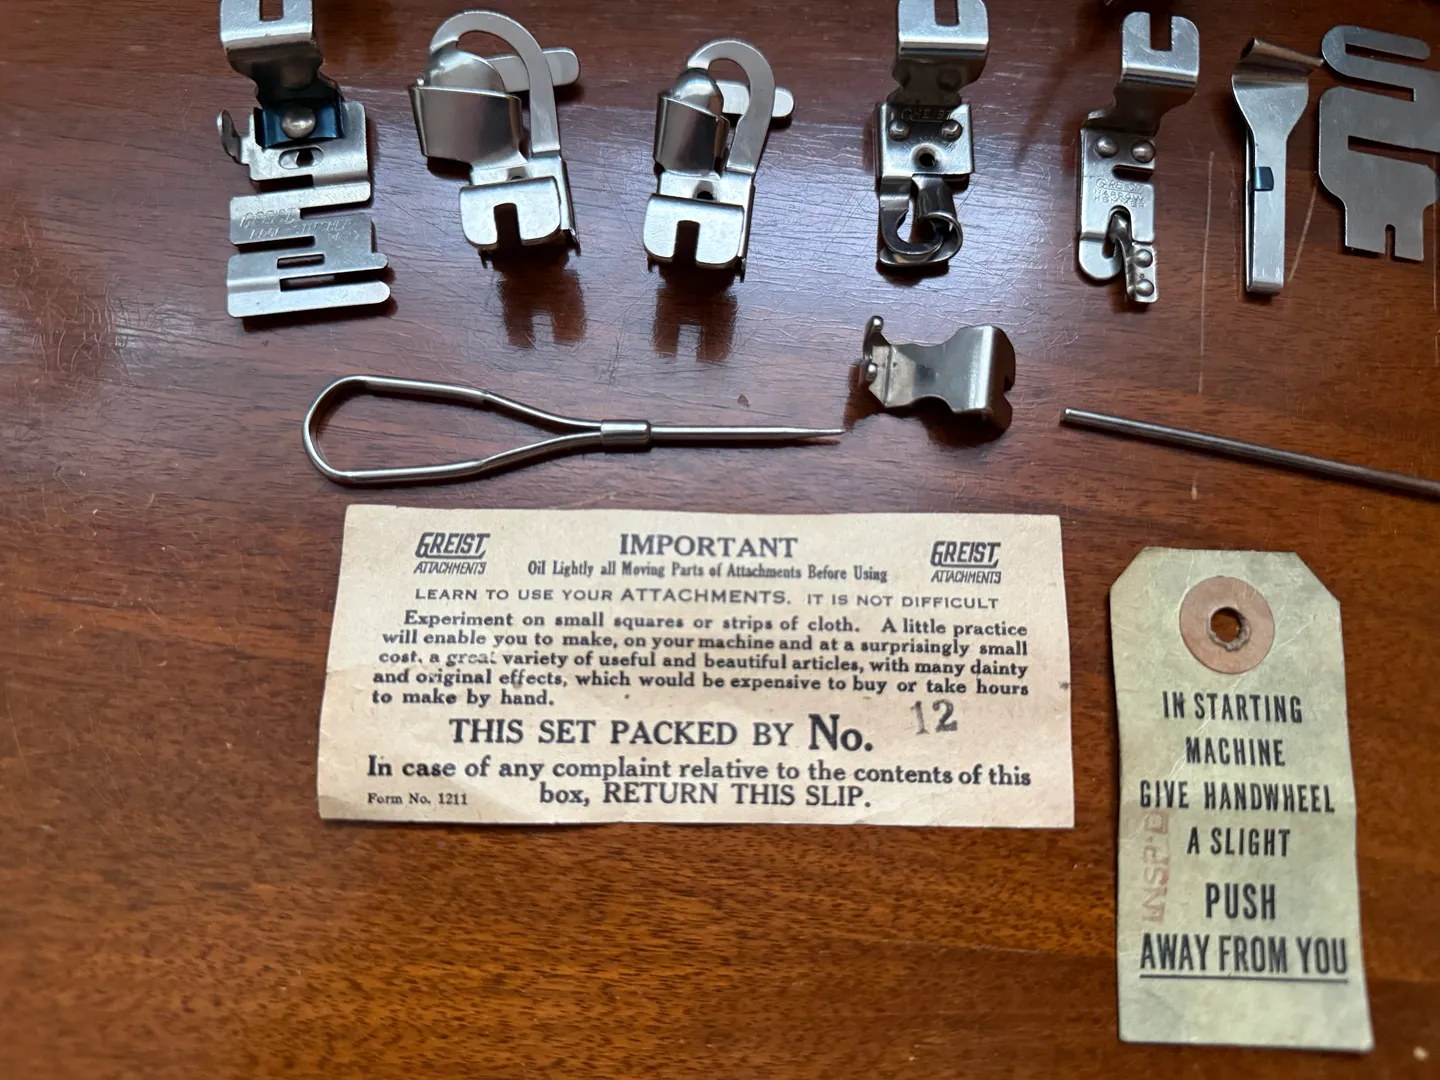 GREIST
GREIST
GREIST
NARROW
HEMMER
GREIST
ATTACHMENTS
IMPORTANT
GREIST
ATTACHMENTS
Oil Lightly all Moving Parts of Attachments Before Using
LEARN TO USE YOUR ATTACHMENTS. IT IS NOT DIFFICULT
Experiment on small squares or strips of cloth. A little practice
will enable you to make, on your machine and at a surprisingly small
cost, a great variety of useful and beautiful articles, with many dainty
and original effects, which would be expensive to buy or take hours
to make by hand.
THIS SET PACKED BY No. 12
In case of any complaint relative to the contents of this
Form No. 1211 box, RETURN THIS SLIP.
IN STARTING
MACHINE
GIVE HANDWHEEL
A SLIGHT
PUSH
AWAY FROM YOU
INSP'D